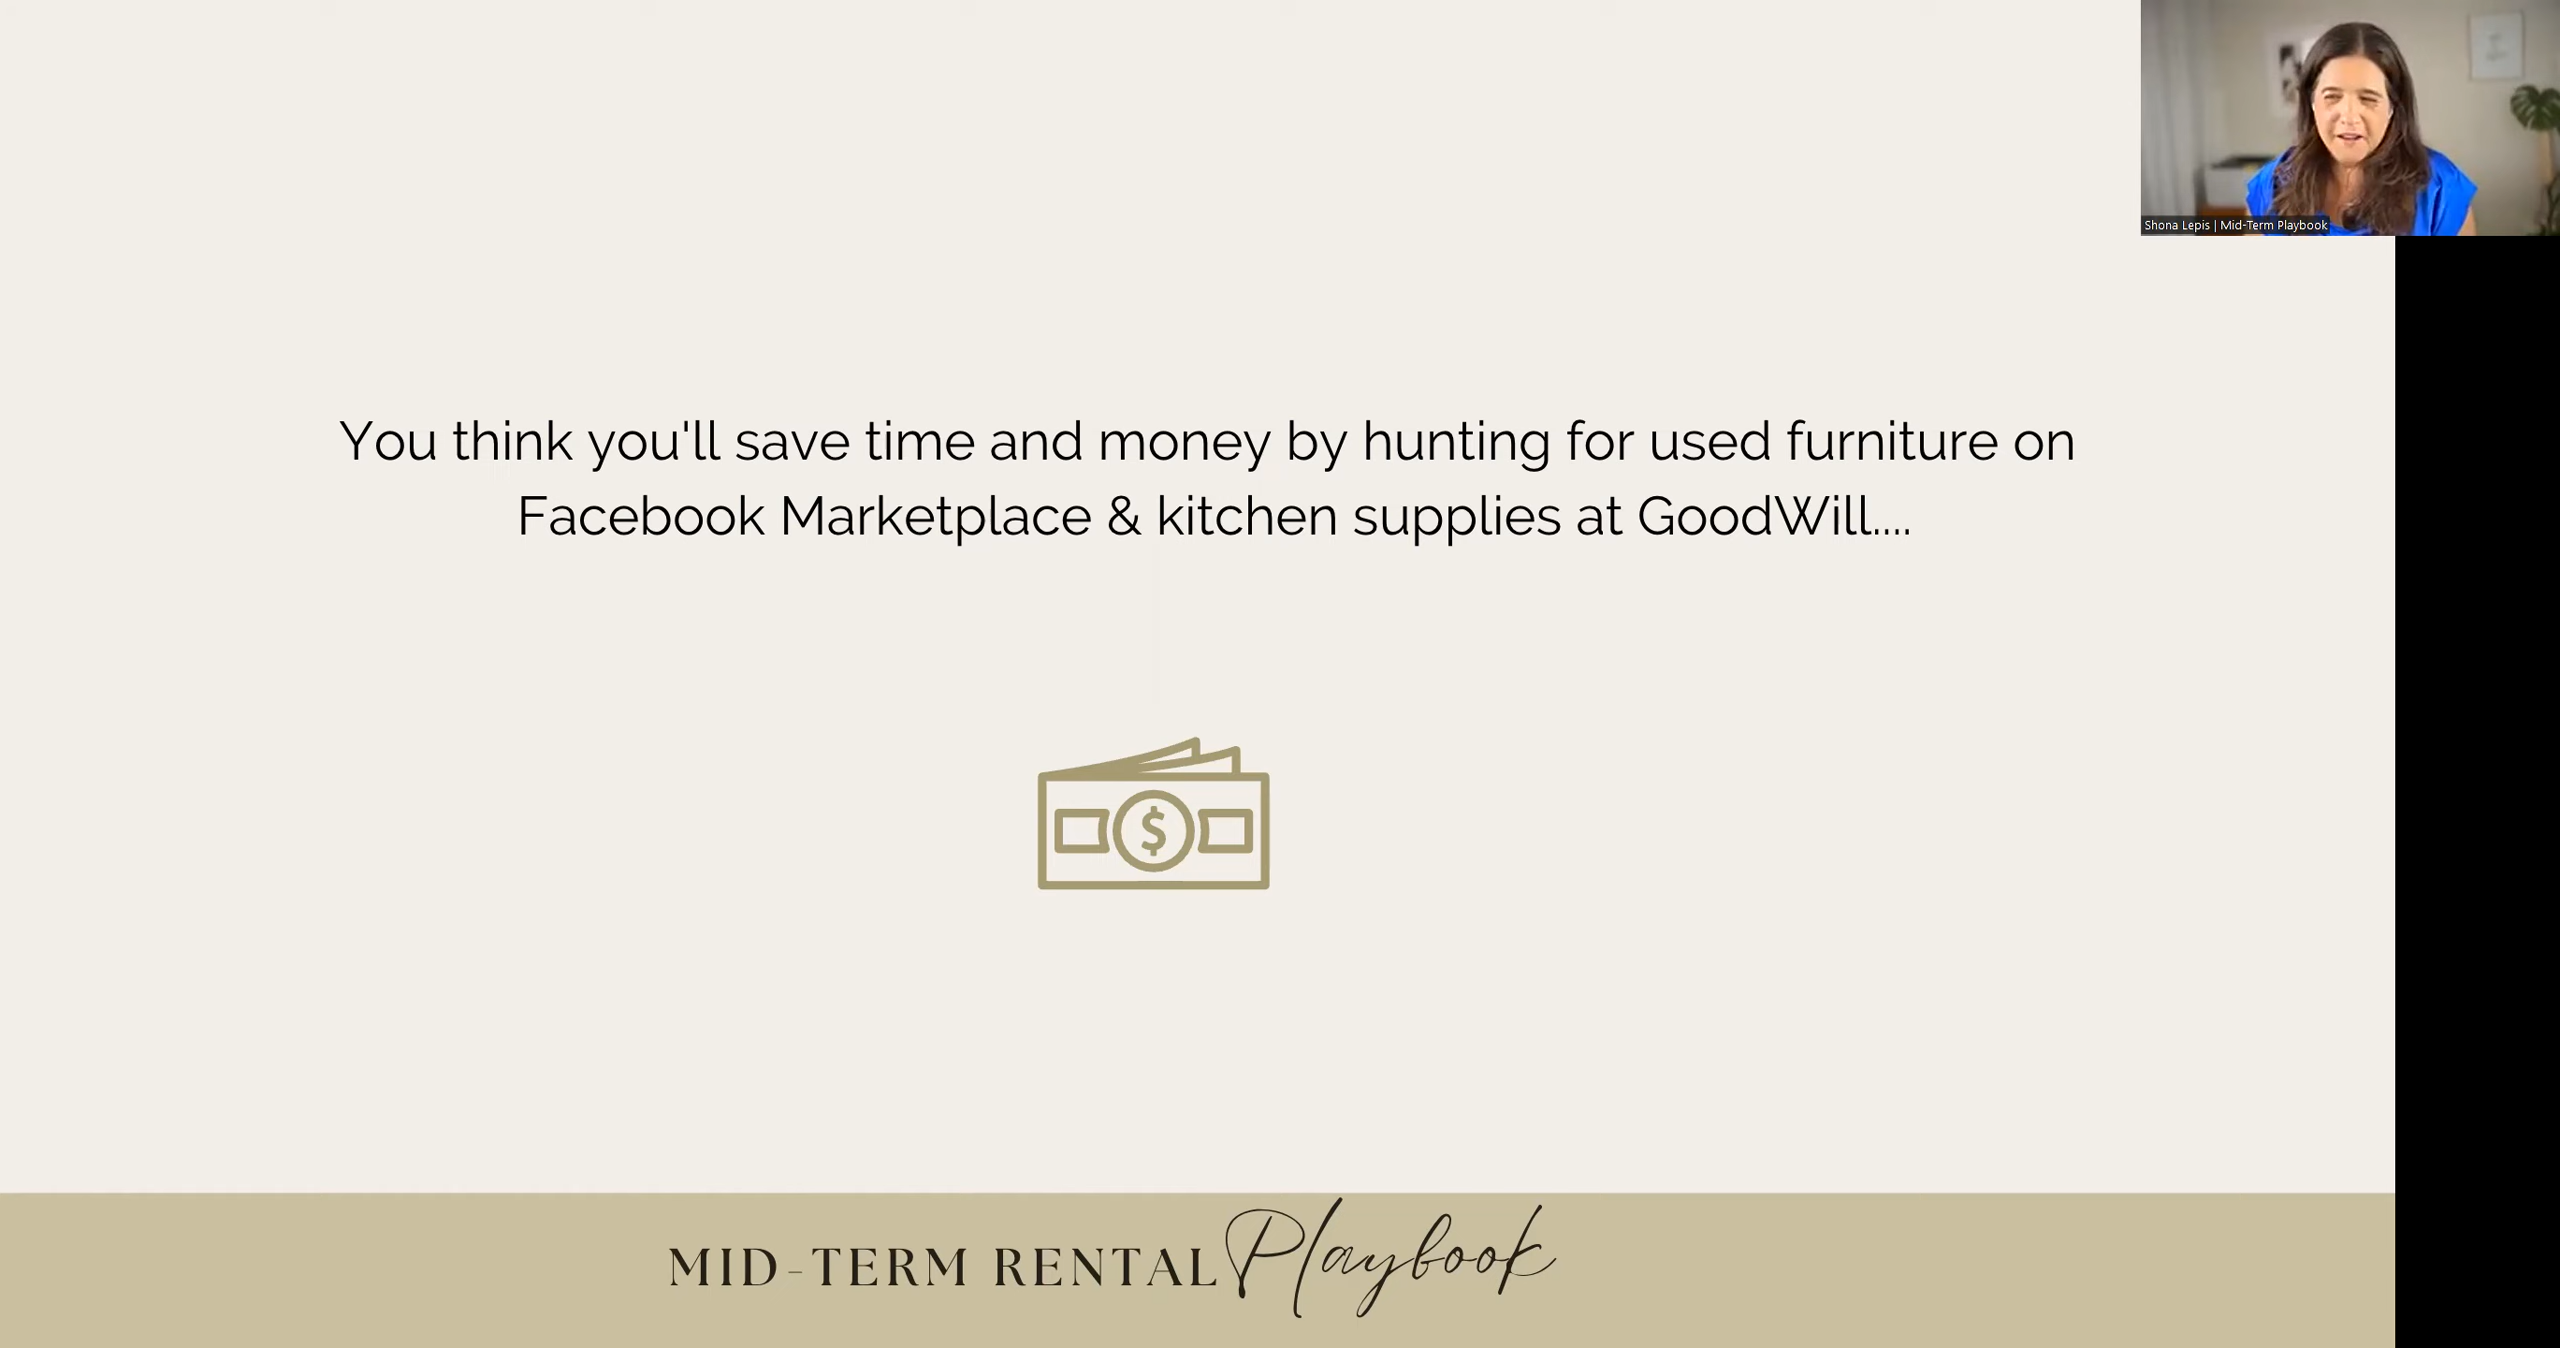 Shona Lepis | Mid-Term Playbook
You think you'll save time and money by hunting for used furniture on
Facebook Marketplace & kitchen supplies at GoodWill....
$
MID-TERM RENTAL Playbook